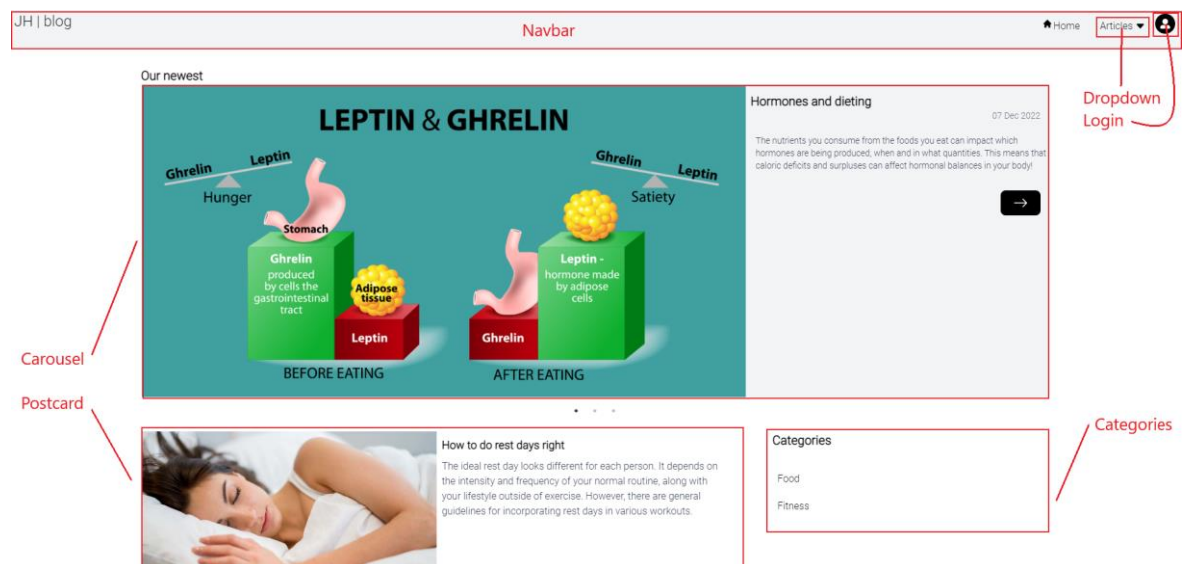 JH | blog
Navbar
Home
Articles
Our newest
Dropdown
Login
LEPTIN & GHRELIN
Ghrelin Leptin
Hunger
Ghrelin Leptin
Satiety
Stomach
Ghrelin
produced
by cells the
gastrointestinal
tract
Adipose
tissue
Leptin
BEFORE EATING
Leptin -
hormone made
by adipose
cells
Ghrelin
AFTER EATING
Hormones and dieting
07 Dec 2022
The nutrients you consume from the foods you eat can impact which
hormones are being produced, when and in what quantities. This means that
caloric deficits and surpluses can affect hormonal balances in your body!
Carousel
Postcard
How to do rest days right
The ideal rest day looks different for each person. It depends on
the intensity and frequency of your normal routine, along with
your lifestyle outside of exercise. However, there are general
guidelines for incorporating rest days in various workouts.
Categories
Food
Fitness
Categories